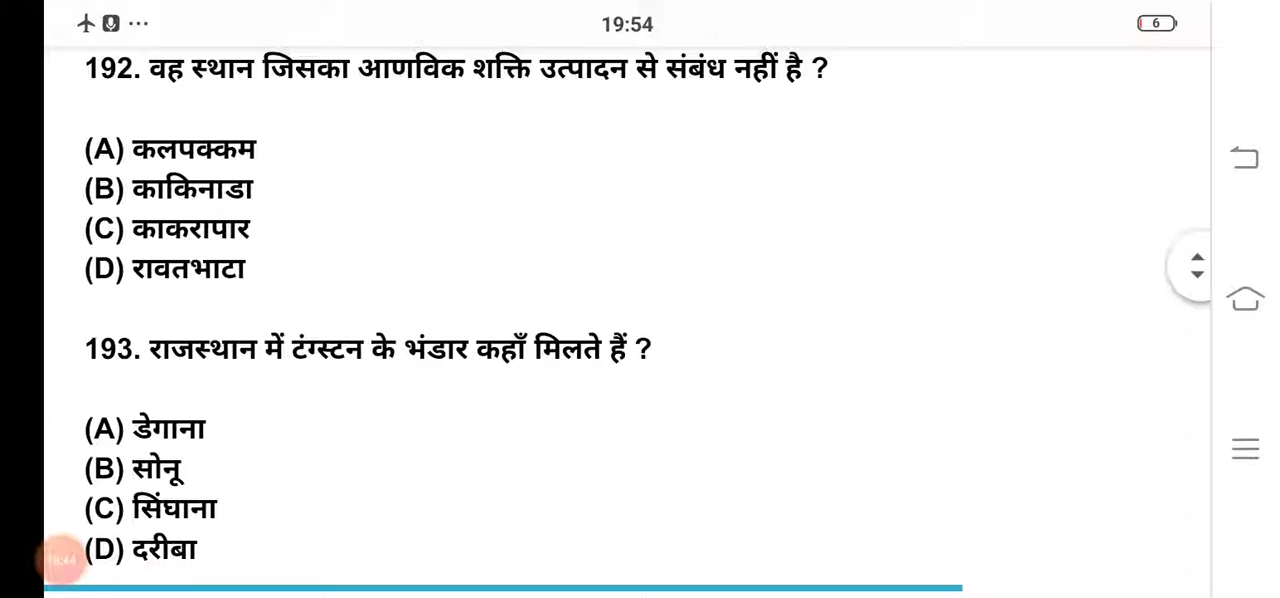 19:54
6
192. वह स्थान जिसका आणविक शक्ति उत्पादन से संबंध नहीं है ?
(A) कलपक्कम
(B) काकिनाडा
(C) काकरापार
(D) रावतभाटा
193. राजस्थान में टंग्स्टन के भंडार कहाँ मिलते हैं ?
(A) डेगाना
(B) सोनू
(C) सिंघाना
(D) दरीबा